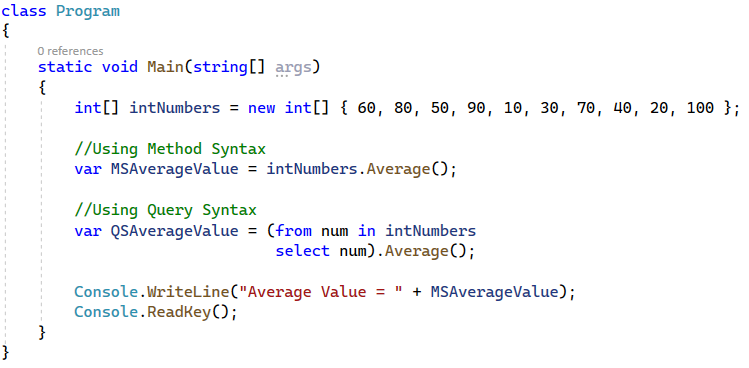 class Program
{
0 references
static void Main(string[] args)
{
int[] intNumbers = new int[] { 60, 80, 50, 90, 10, 30, 70, 40, 20, 100 };
//Using Method Syntax
var MSAverageValue = intNumbers.Average();
//Using Query Syntax
var QSAverageValue = (from num in intNumbers
select num).Average();
Console.WriteLine("Average Value = " + MSAverageValue);
Console.ReadKey();
}
}